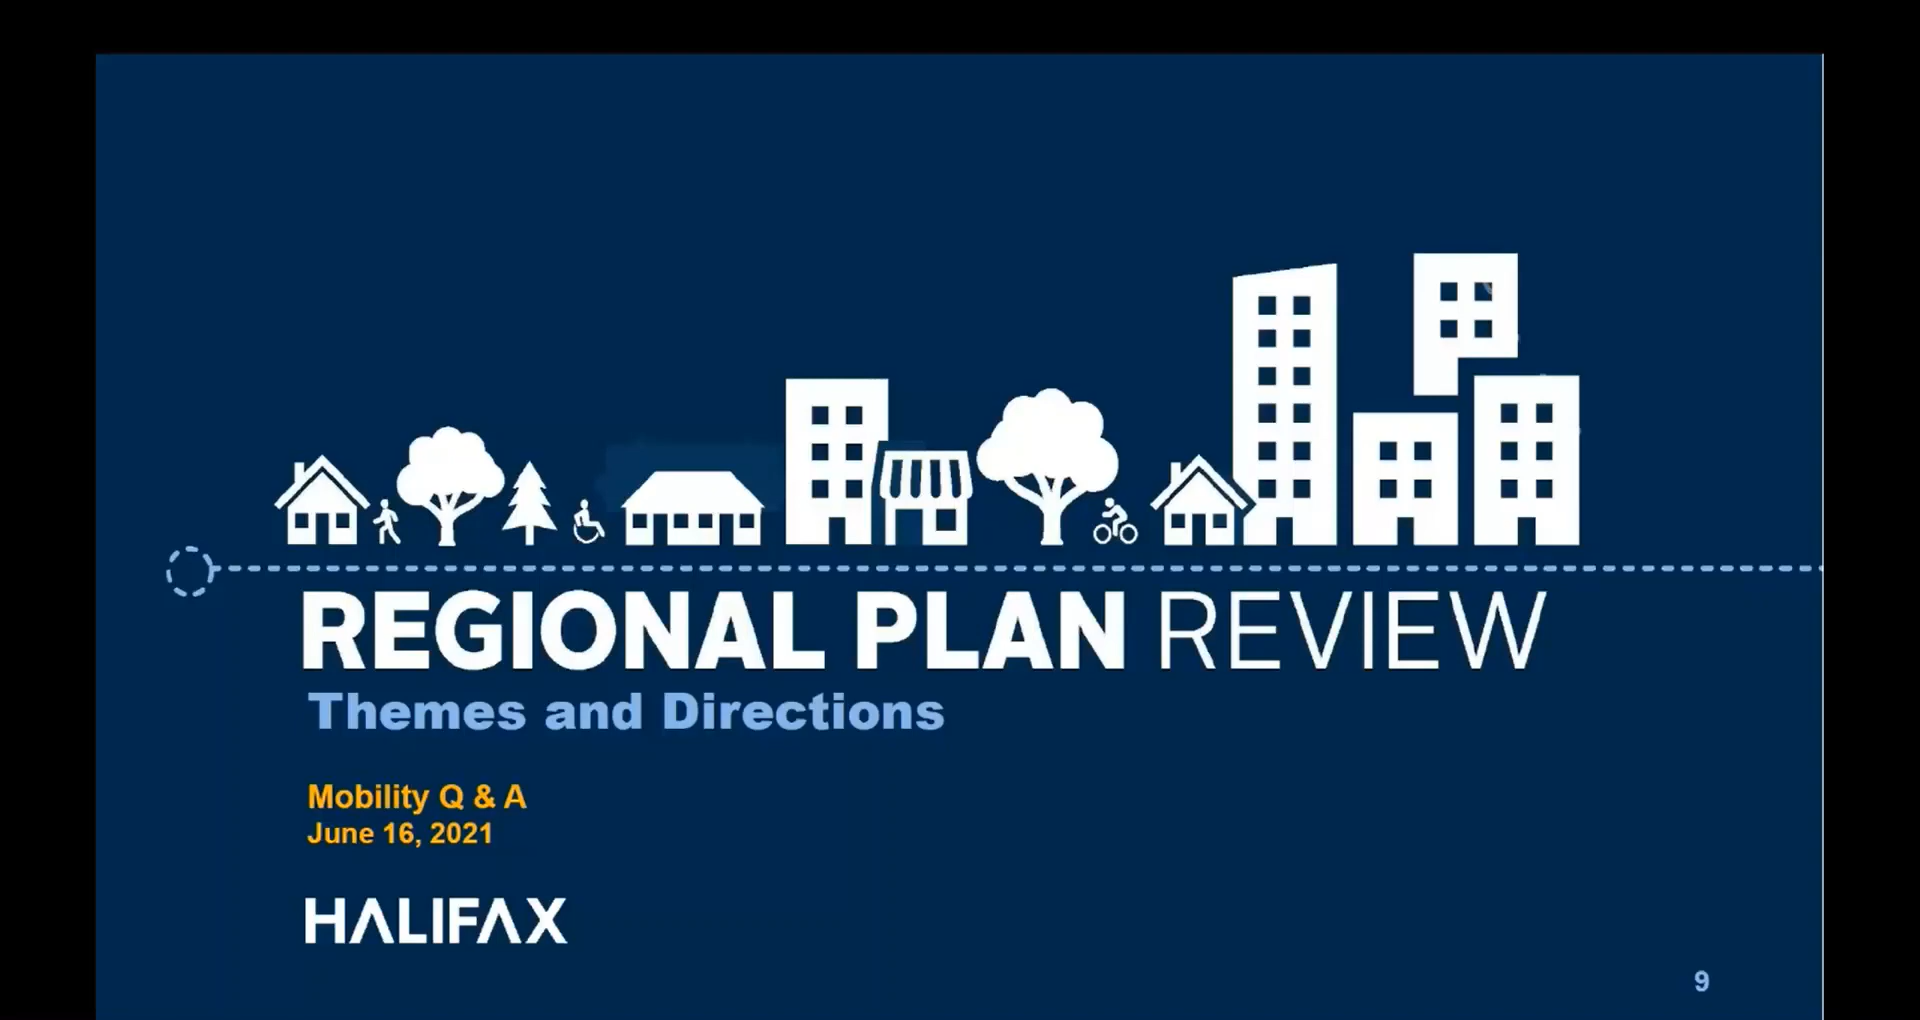 REGIONAL PLAN REVIEW
Themes and Directions
Mobility Q & A
June 16, 2021
HALIFAX
9